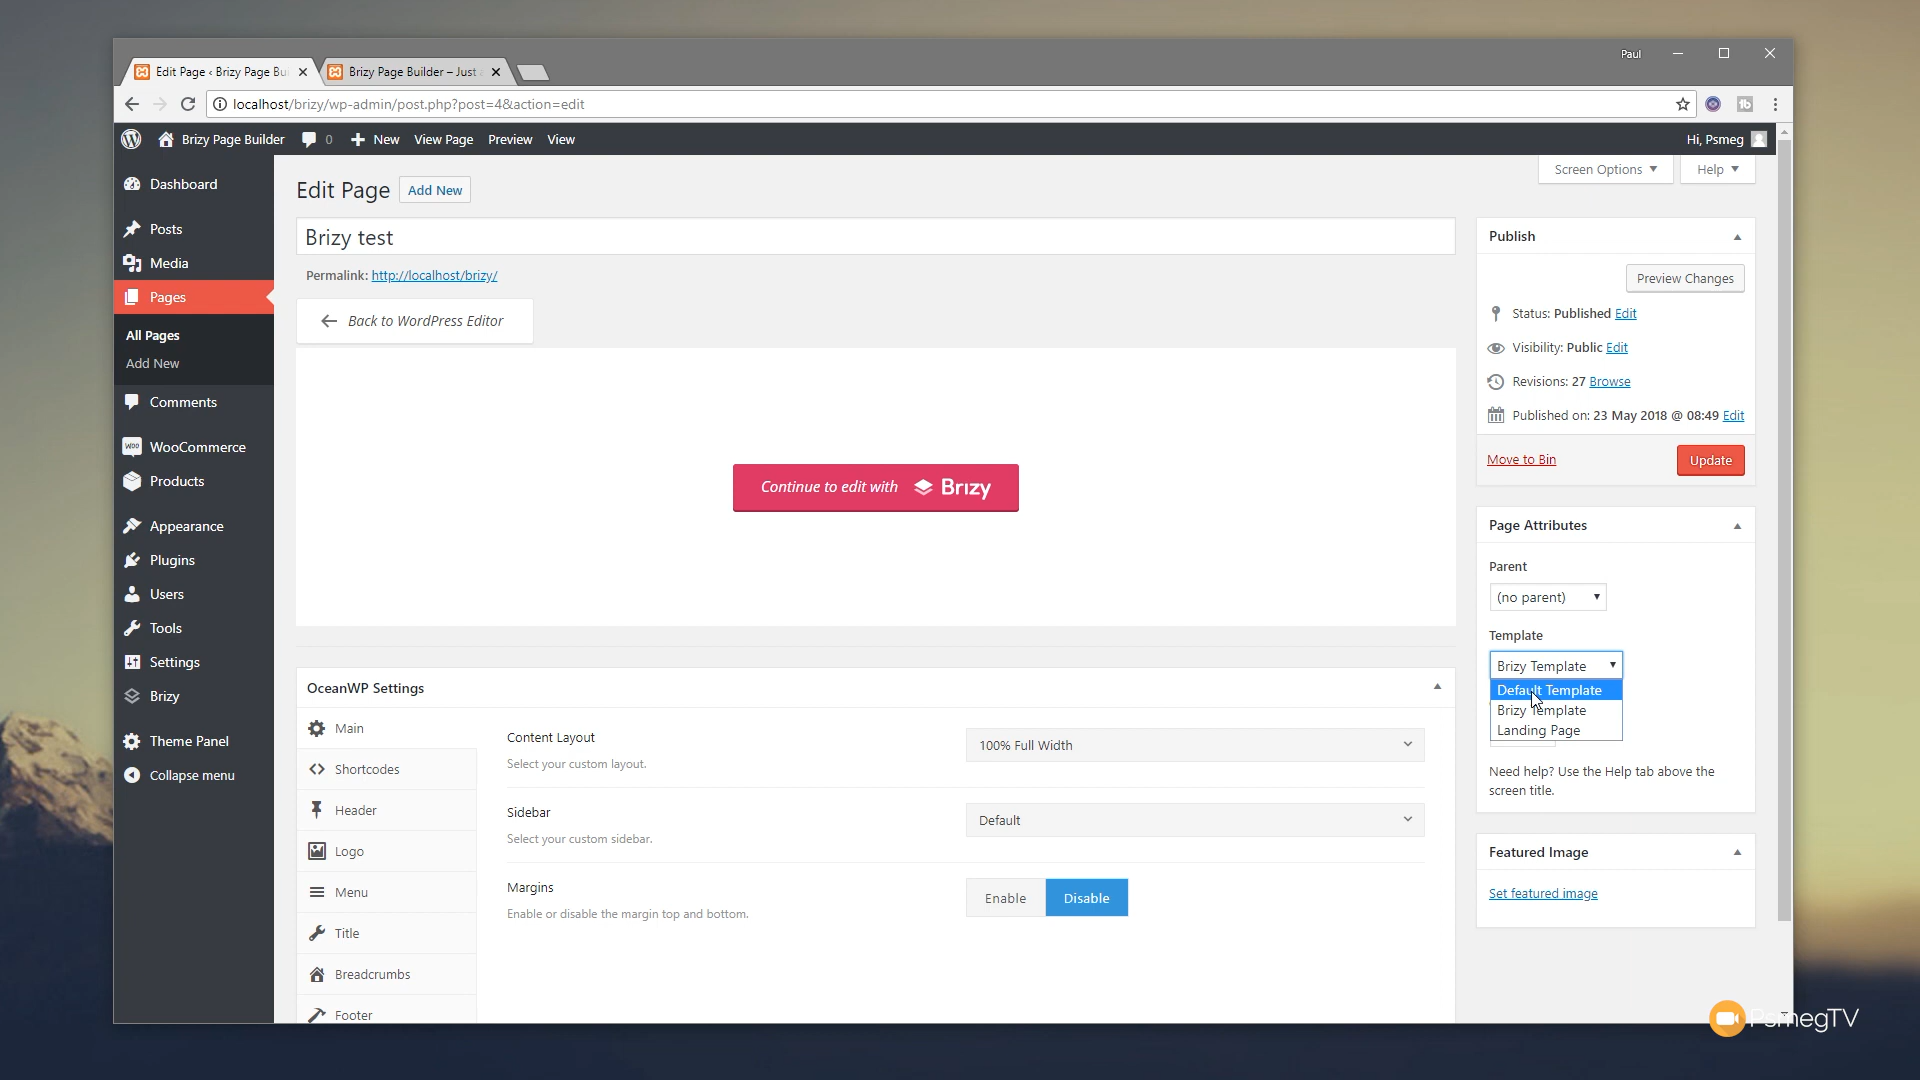 Paul
Edit Page ‹ Brizy Page Bu
Brizy Page Builder – Just
localhost/brizy/wp-admin/post.php?post=4&action=edit
Brizy Page Builder
0
New
View Page
Preview
View
Hi, Psmeg
Screen Options
Help
Dashboard
Posts
Media
Pages
All Pages
Add New
Comments
WooCommerce
Products
Appearance
Plugins
Users
Tools
Settings
Brizy
Theme Panel
Collapse menu
Edit Page
Add New
Brizy test
Permalink: http://localhost/brizy/
Back to WordPress Editor
Continue to edit with Brizy
OceanWP Settings
Main
Shortcodes
Header
Logo
Menu
Title
Breadcrumbs
Footer
Content Layout
Select your custom layout.
100% Full Width
Sidebar
Select your custom sidebar.
Default
Margins
Enable or disable the margin top and bottom.
Enable
Disable
Publish
Preview Changes
Status: Published Edit
Visibility: Public Edit
Revisions: 27 Browse
Published on: 23 May 2018 @ 08:49 Edit
Move to Bin
Update
Page Attributes
Parent
(no parent)
Template
Brizy Template
Default Template
Brizy Template
Landing Page
Need help? Use the Help tab above the
screen title.
Featured Image
Set featured image
PsmegTV